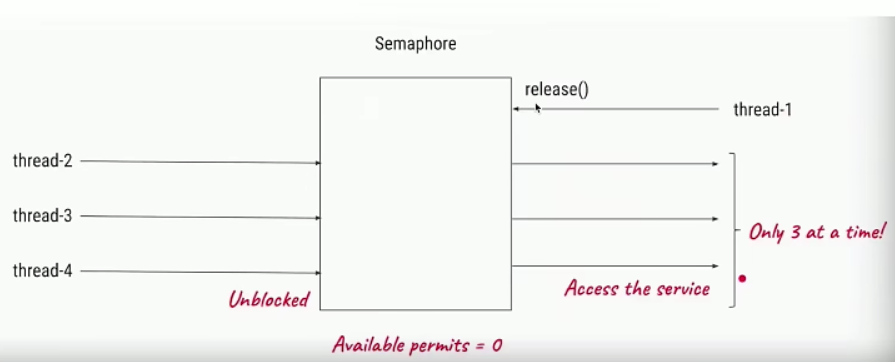 Semaphore
release()
thread-1
thread-2
thread-3
Only 3 at a time!
thread-4
Unblocked
Access the service
Available permits = 0